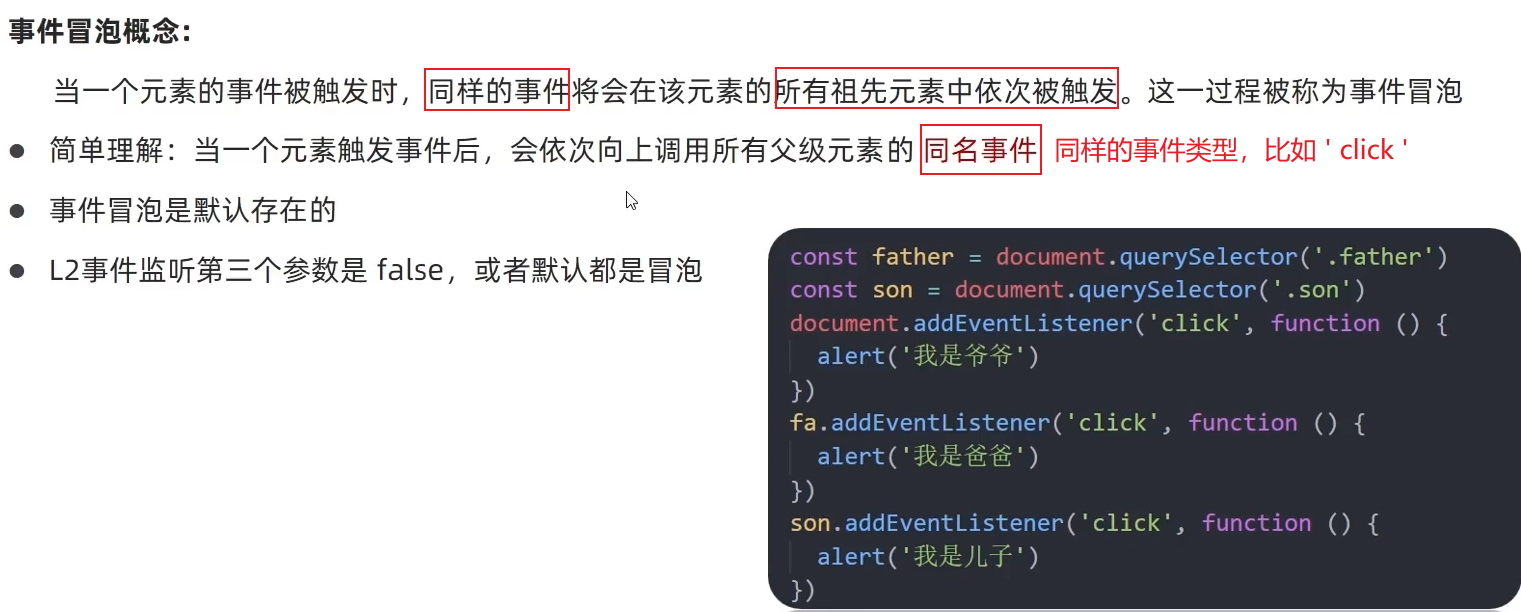 事件冒泡概念：
当一个元素的事件被触发时，同样的事件将会在该元素的所有祖先元素中依次被触发。这一过程被称为事件冒泡
● 简单理解：当一个元素触发事件后，会依次向上调用所有父级元素的 同名事件 同样的事件类型，比如 ' click '
● 事件冒泡是默认存在的
● L2事件监听第三个参数是 false，或者默认都是冒泡
const father = document.querySelector('.father')
const son = document.querySelector('.son')
document.addEventListener('click', function () {
alert('我是爷爷')
})
fa.addEventListener('click', function () {
alert('我是爸爸')
})
son.addEventListener('click', function () {
alert('我是儿子')
})